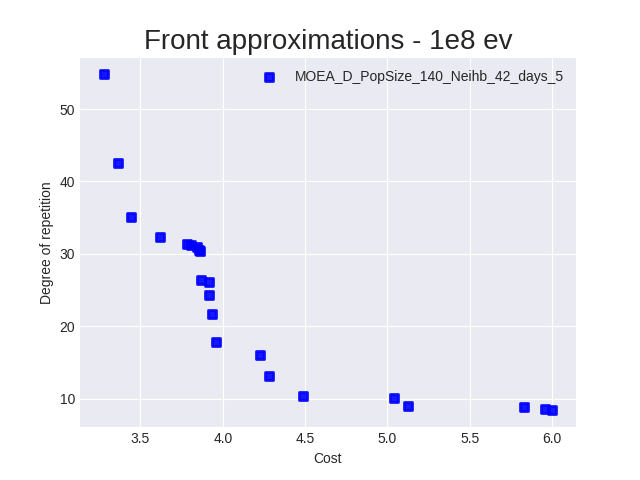 Front approximations - 1e8 ev
MOEA_D_PopSize_140_Neihb_42_days_5
Degree of repetition
50
40
30
20
10
3.5 4.0 4.5 5.0 5.5 6.0
Cost